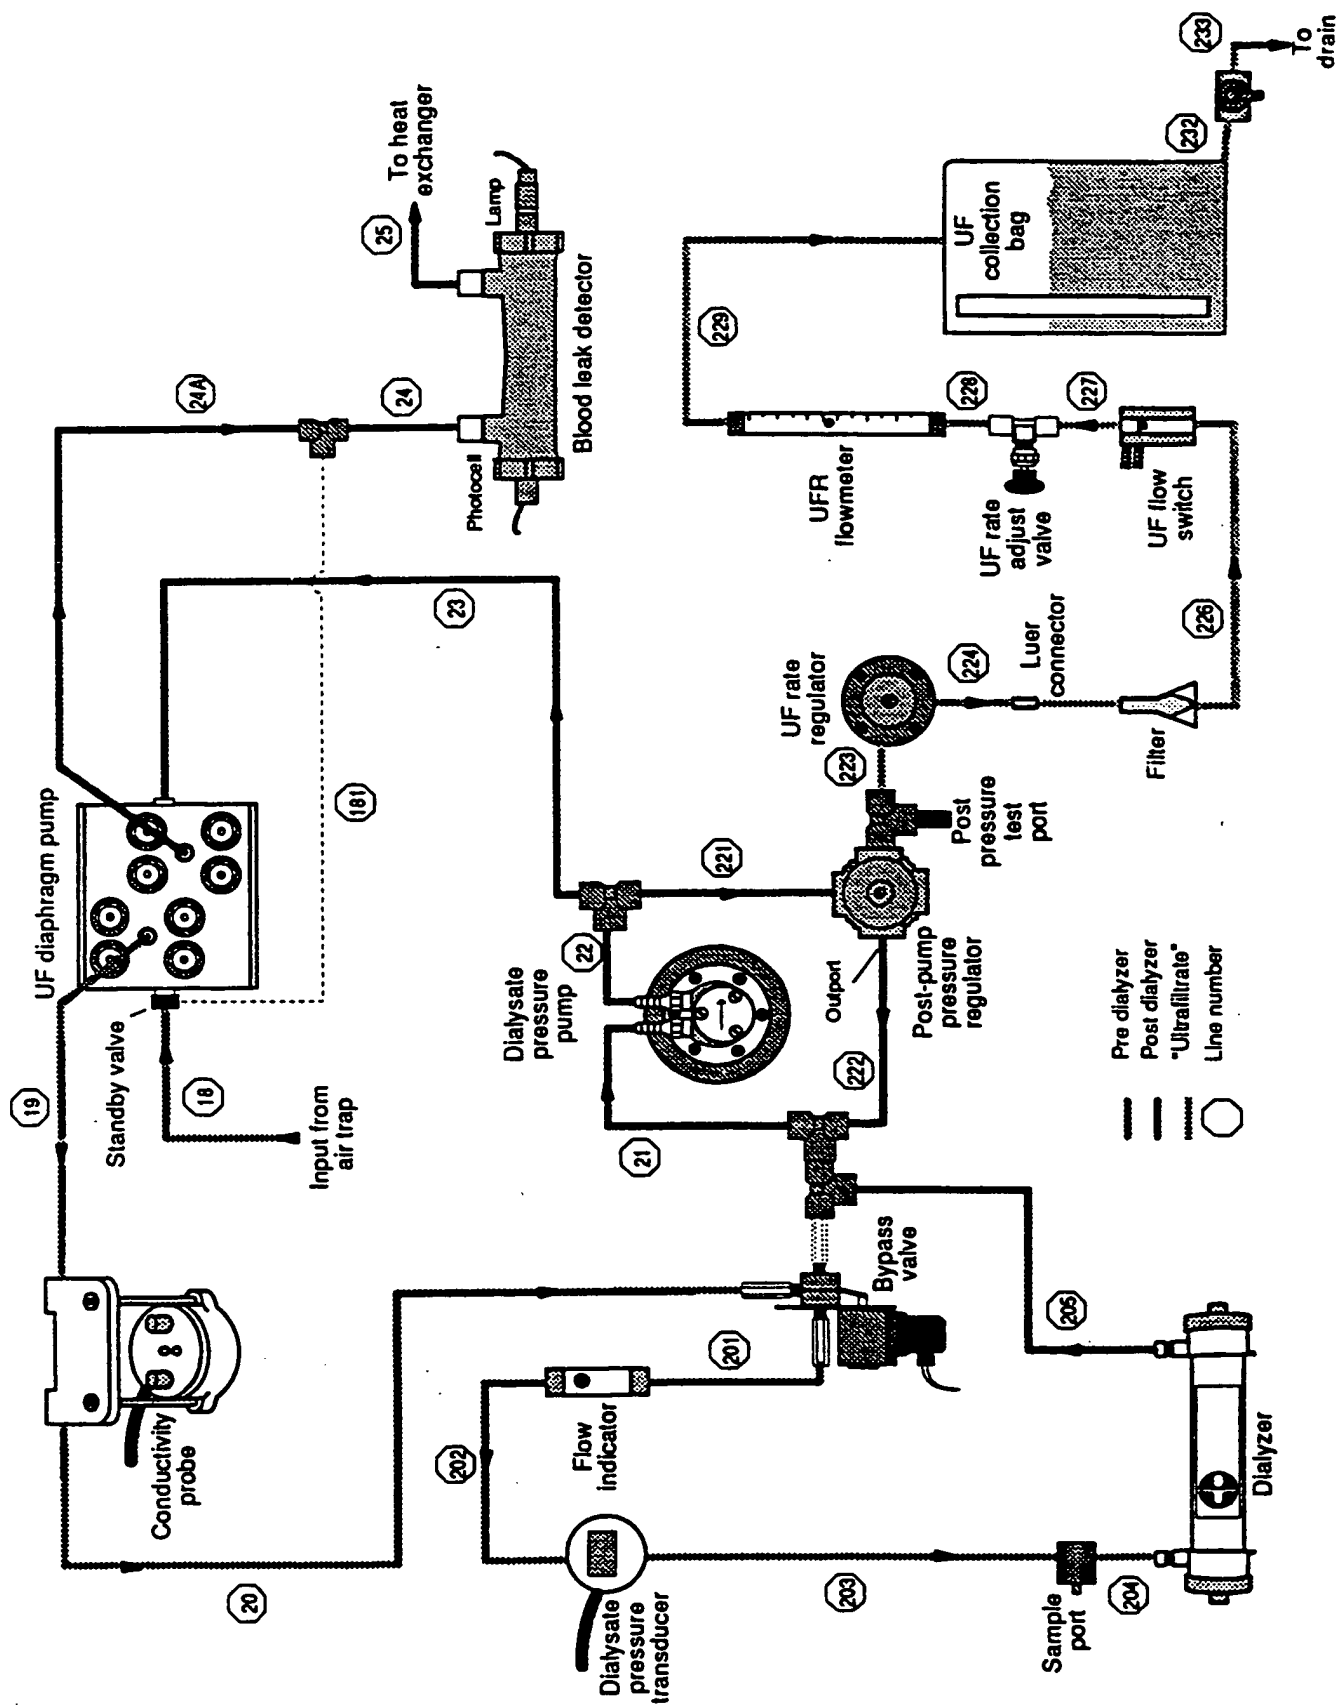 UF diaphragm pump
Standby valve
19
18
Input from
air trap
Conductivity
probe
20
24A
24
25
To heat
exchanger
Lamp
Photocell
Blood leak detector
181
23
22
221
Dialysate
pressure
pump
21
222
Outport
Post-pump
pressure
regulator
Post
pressure
test
port
223
UF rate
regulator
224
Luer
connector
Filter
226
UF flow
switch
227
UF rate
adjust
valve
228
UFR
flowmeter
229
UF
collection
bag
232
233
To
drain
Bypass
valve
201
Flow
indicator
202
Dialysate
pressure
transducer
203
Sample
port
204
Dialyzer
205
Pre dialyzer
Post dialyzer
"Ultrafiltrate"
Line number